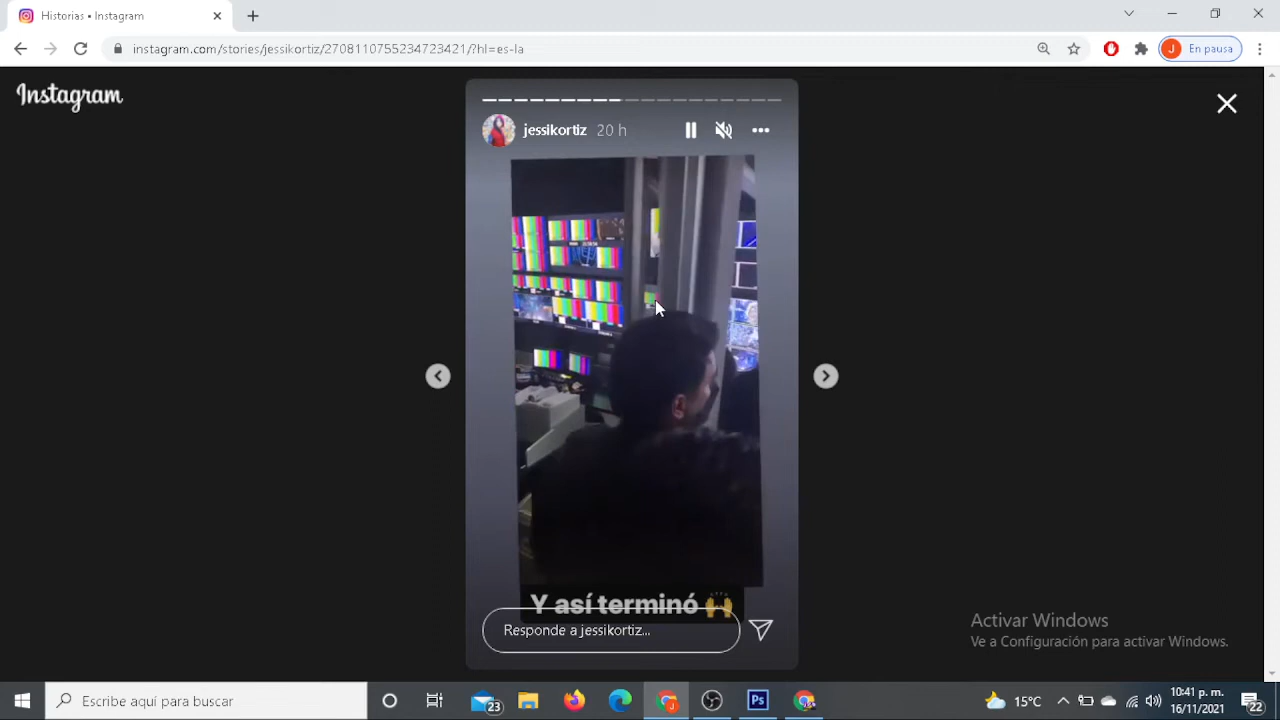 Historias • Instagram
instagram.com/stories/jessikortiz/2708110755234723421/?hl=es-la
J
En pausa
Instagram
jessikortiz 20 h
Y así terminó 🙌
Responde a jessikortiz...
Activar Windows
Ve a Configuración para activar Windows.
Escribe aquí para buscar
23
J
Ps
15°C
10:41 p. m.
16/11/2021
22